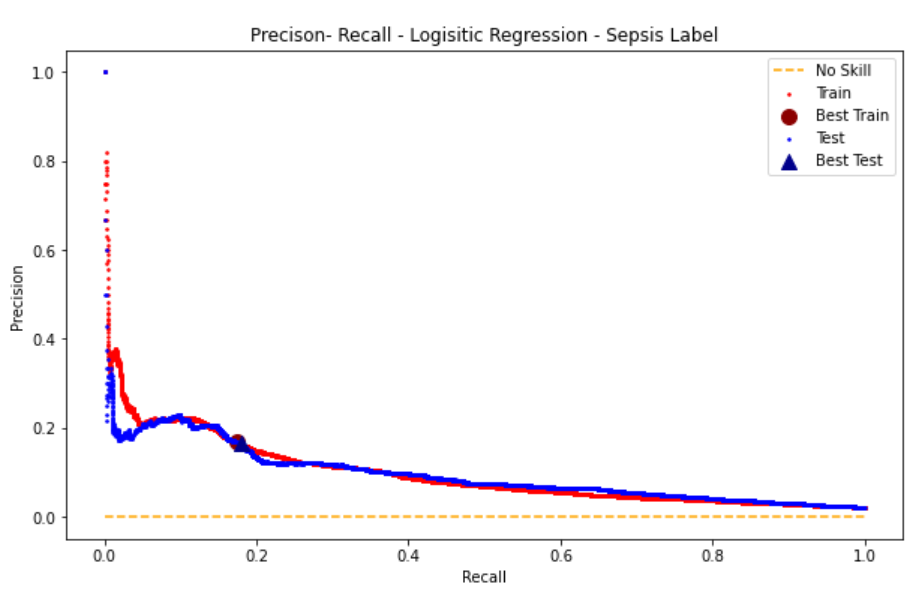 Precison- Recall - Logisitic Regression - Sepsis Label
No Skill
Train
Best Train
Test
Best Test
1.0
0.8
0.6
0.4
0.2
0.0
Precision
0.0 0.2 0.4 0.6 0.8 1.0
Recall